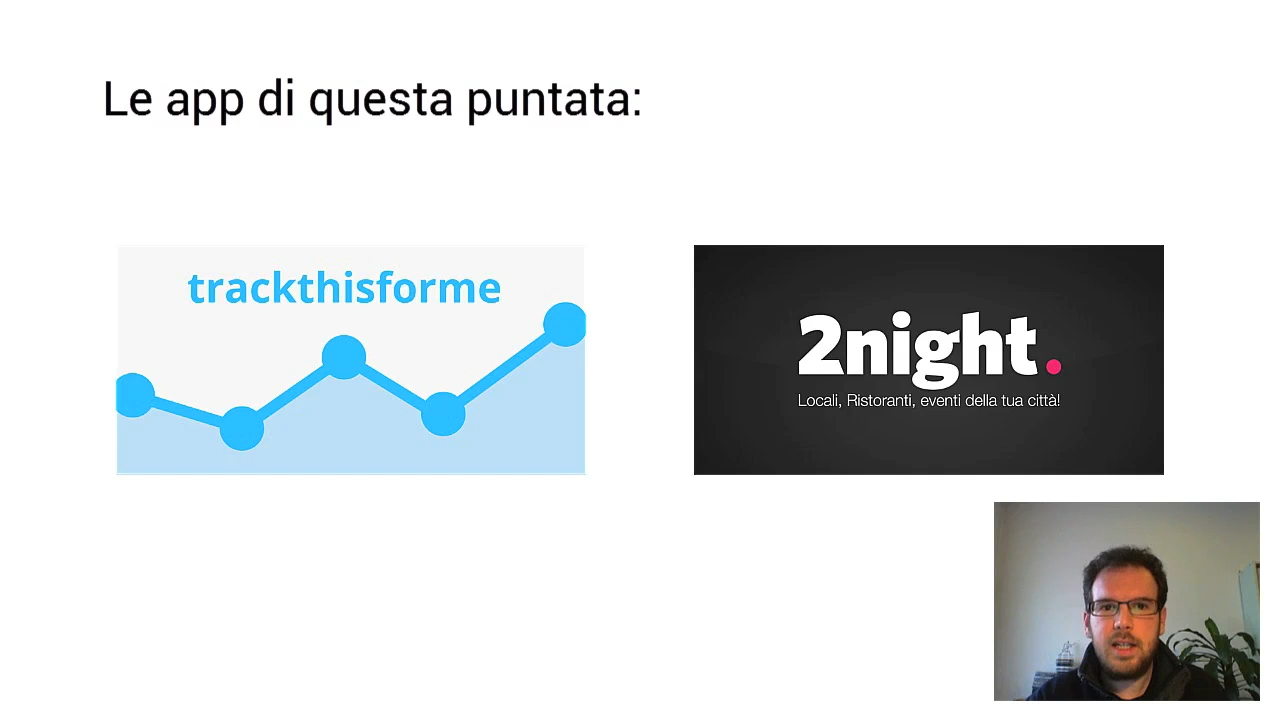 Le app di questa puntata:
trackthisforme
2night.
Locali, Ristoranti, eventi della tua città!